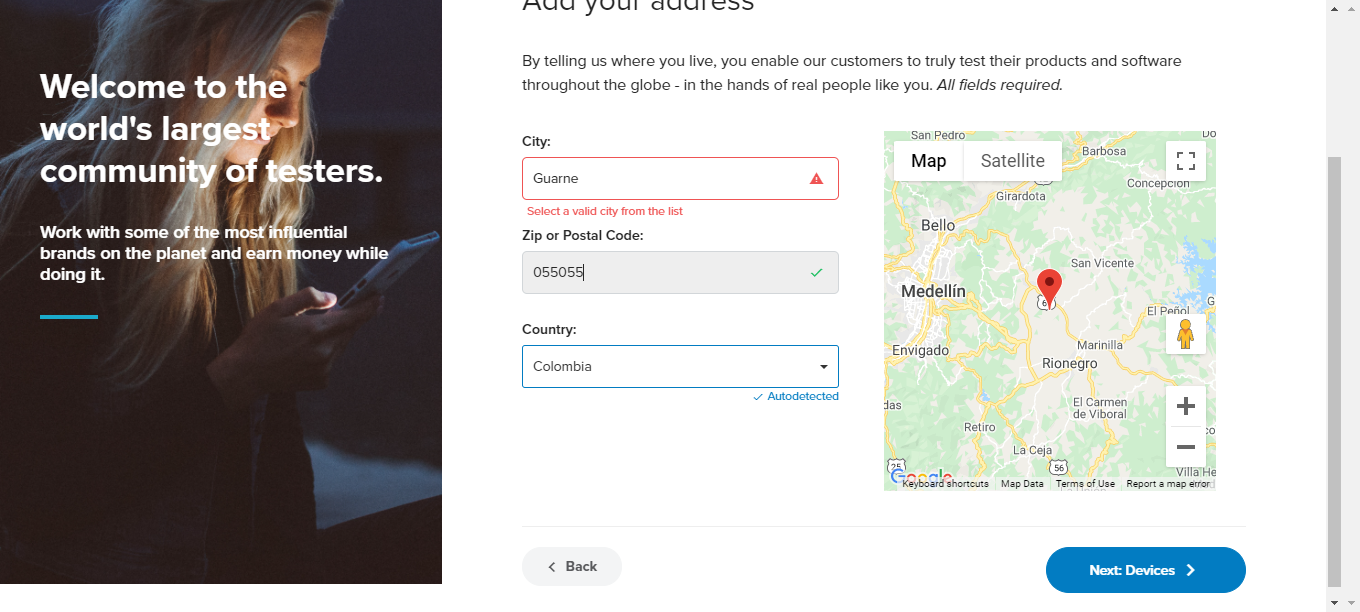 Add your address
Welcome to the
world's largest
community of testers.
Work with some of the most influential
brands on the planet and earn money while
doing it.
By telling us where you live, you enable our customers to truly test their products and software
throughout the globe - in the hands of real people like you. All fields required.
City:
Guarne
Select a valid city from the list
Zip or Postal Code:
055055
Country:
Colombia
Autodetected
Map
Satellite
San Pedro
Barbosa
Concepción
Girardota
Bello
San Vicente
Medellín
El Peñol
Envigado
Marinilla
Rionegro
El Carmen
de Viboral
Retiro
La Ceja
25
56
Google
Keyboard shortcuts
Map Data
Terms of Use
Report a map error
Back
Next: Devices